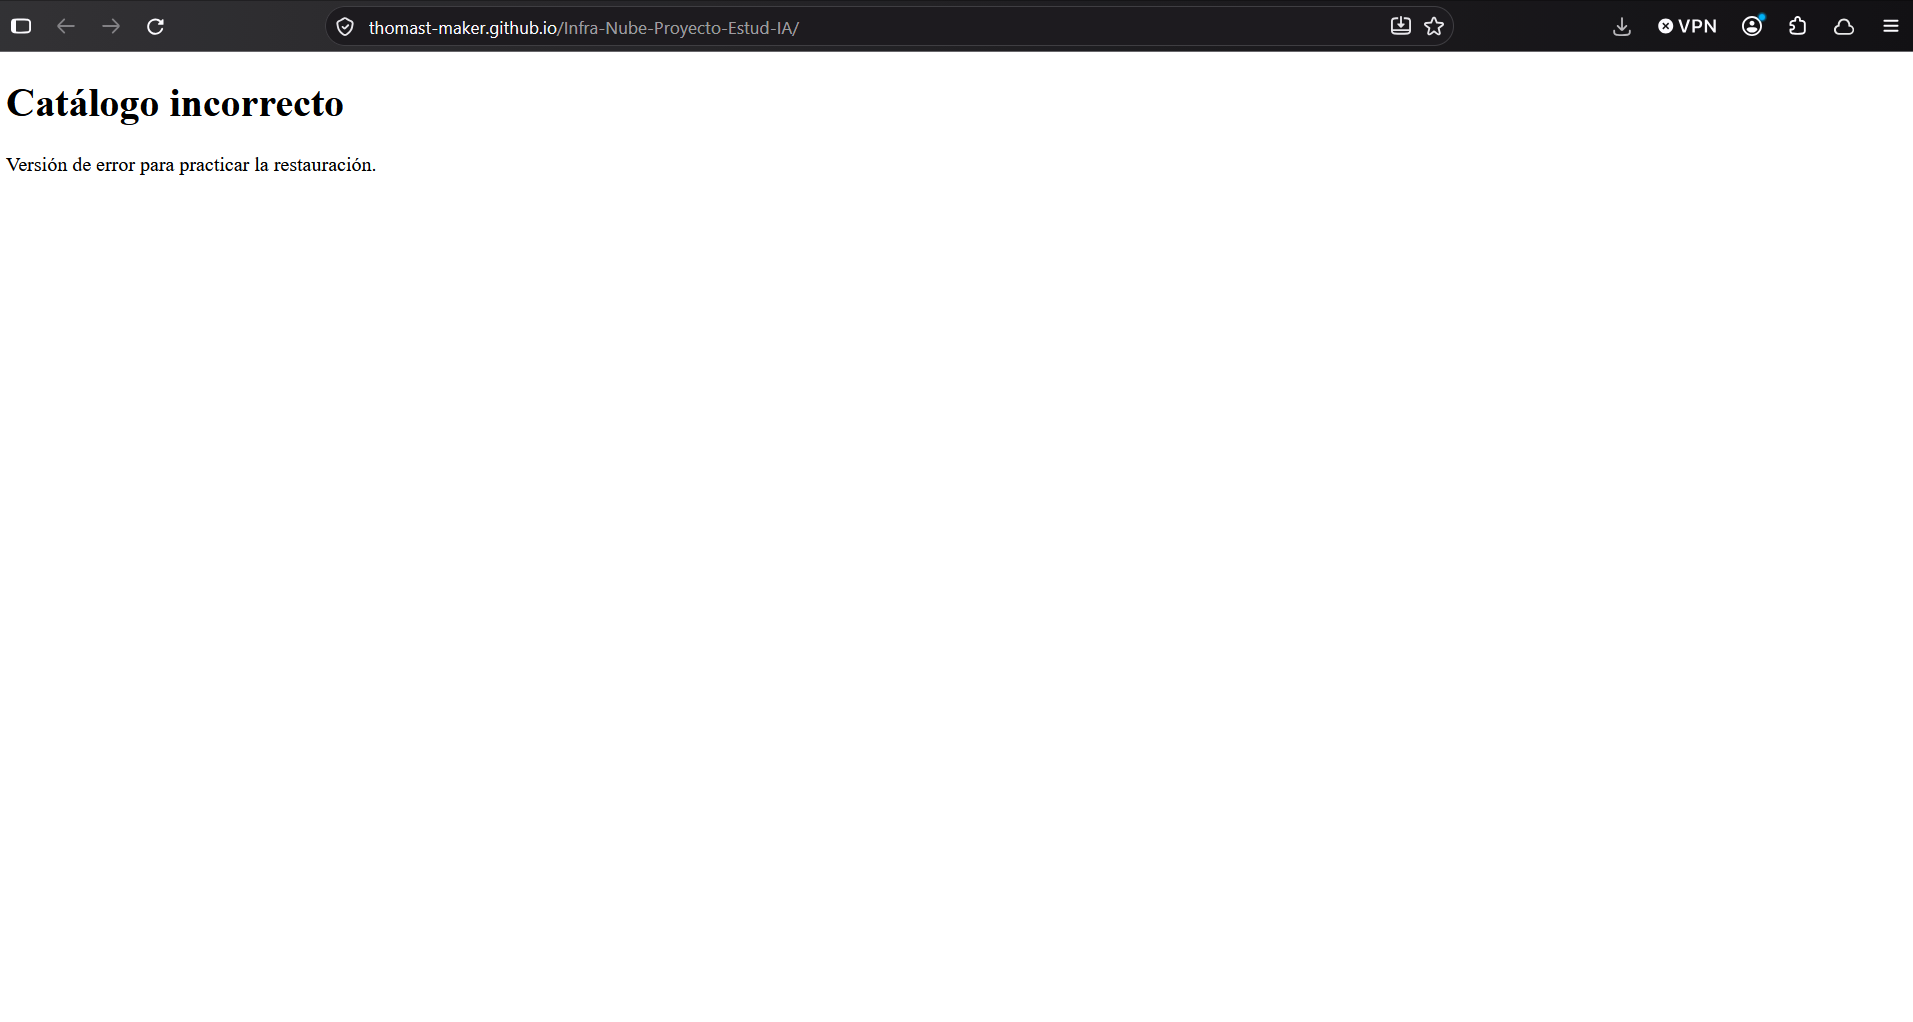 thomast-maker.github.io/Infra-Nube-Proyecto-Estud-IA/
VPN
Catálogo incorrecto
Versión de error para practicar la restauración.